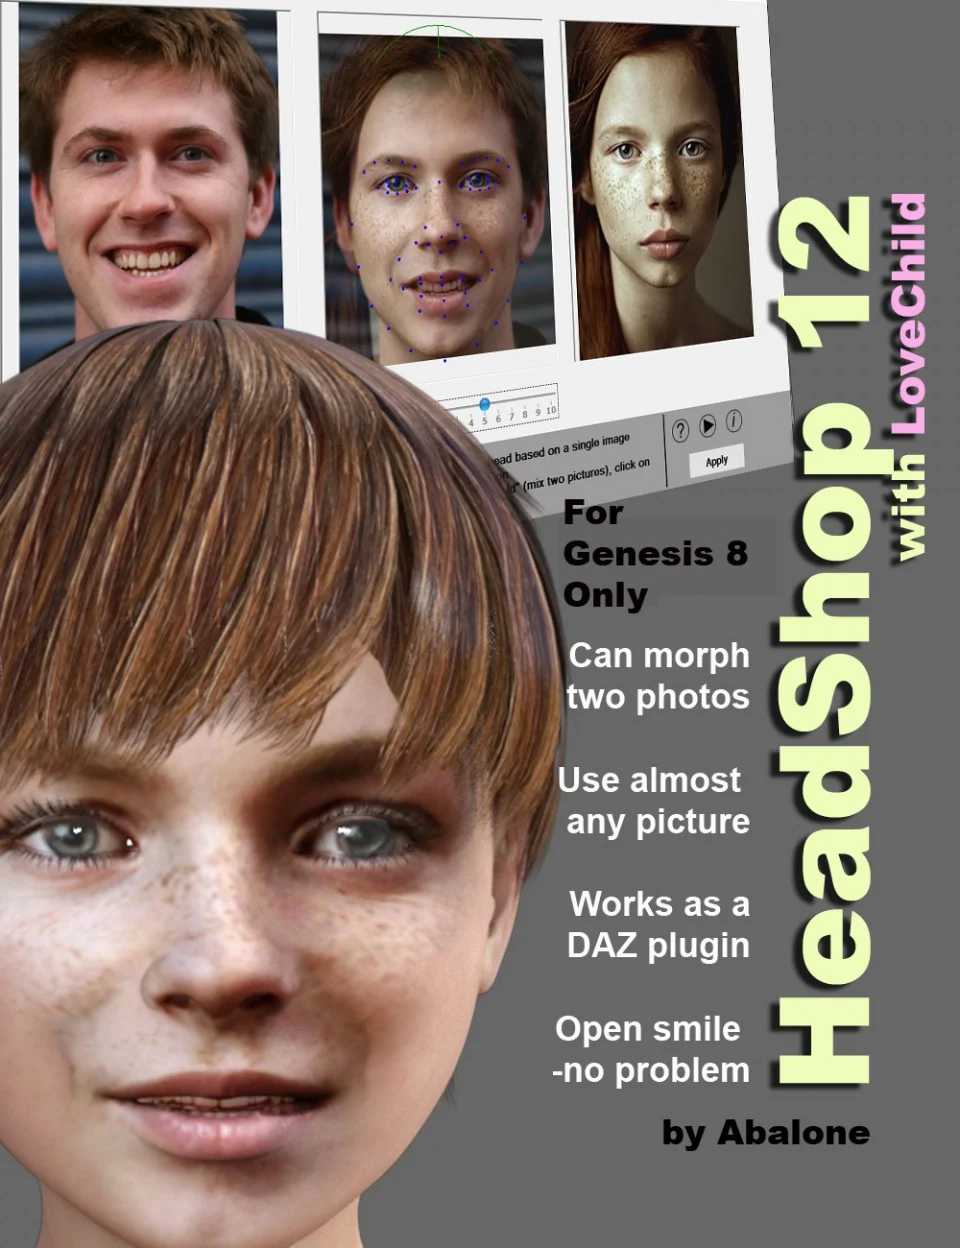 4 5 6 7 8 9 10
ead based on a single image
(mix two pictures), click on
? i
Apply
HeadShop 12
with LoveChild
For
Genesis 8
Only
Can morph
two photos
Use almost
any picture
Works as a
DAZ plugin
Open smile
-no problem
by Abalone